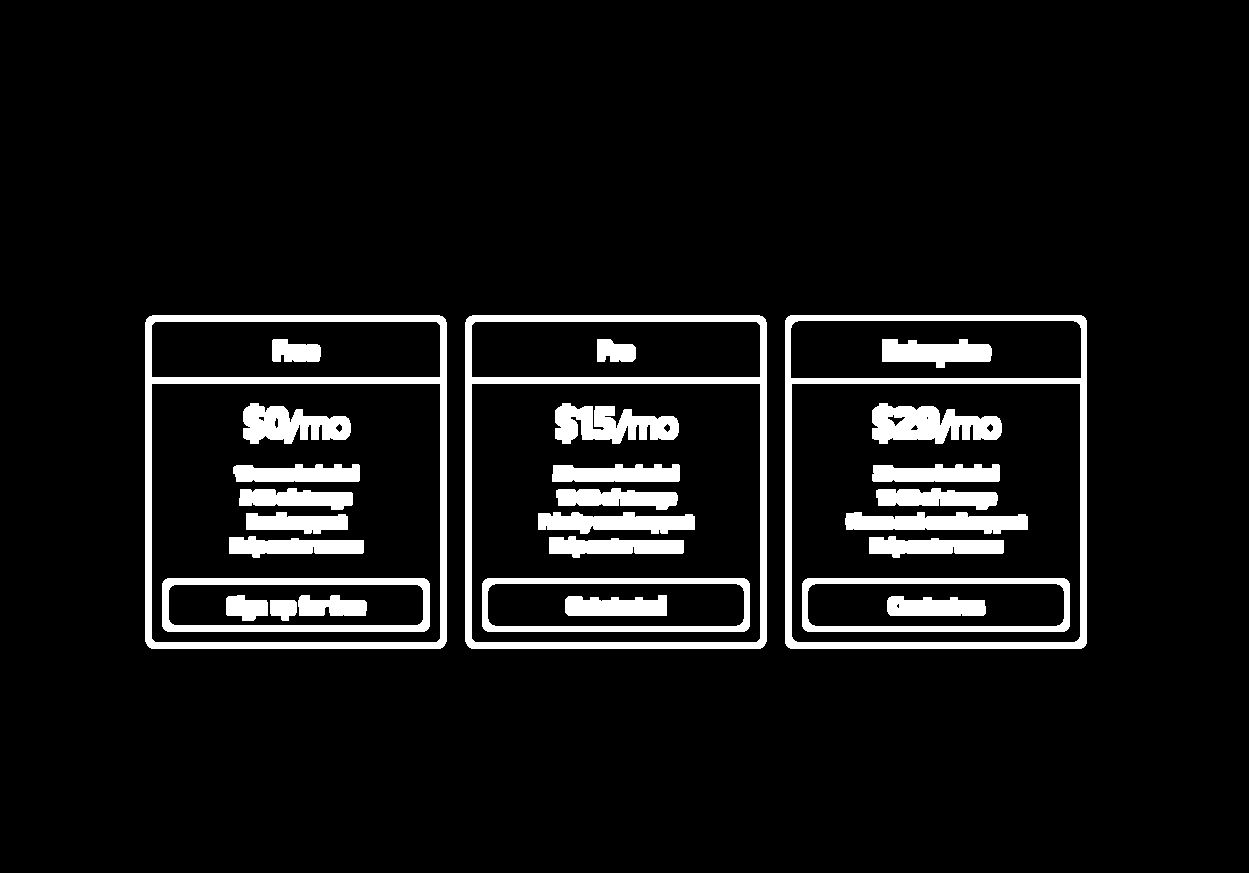 Free
$0/mo
10 users included
2 GB of storage
Email support
Help center access
Sign up for free
Pro
$15/mo
20 users included
10 GB of storage
Priority email support
Help center access
Get started
Enterprise
$29/mo
users included
GB of storage
Phone and email support
Help center access
Contact us